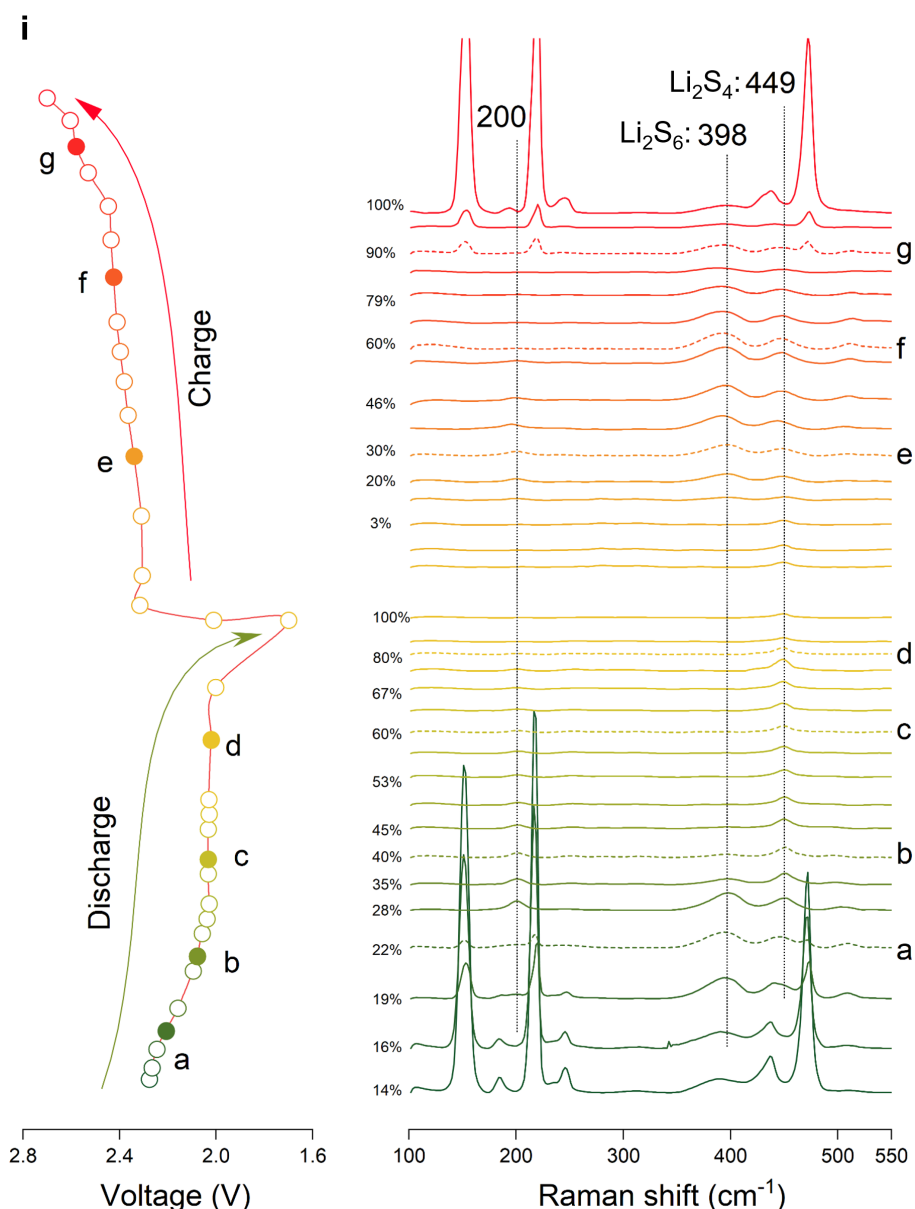 i
Li₂S₄: 449
200
Li₂S₆: 398
100%
g
90%
g
f
79%
60%
f
Charge
46%
e
30%
e
20%
3%
100%
80%
d
67%
d
60%
c
53%
45%
c
40%
b
Discharge
35%
28%
b
22%
a
19%
a
16%
14%
2.8
2.4
2.0
1.6
100
200
300
400
500
550
Voltage (V)
Raman shift (cm⁻¹)